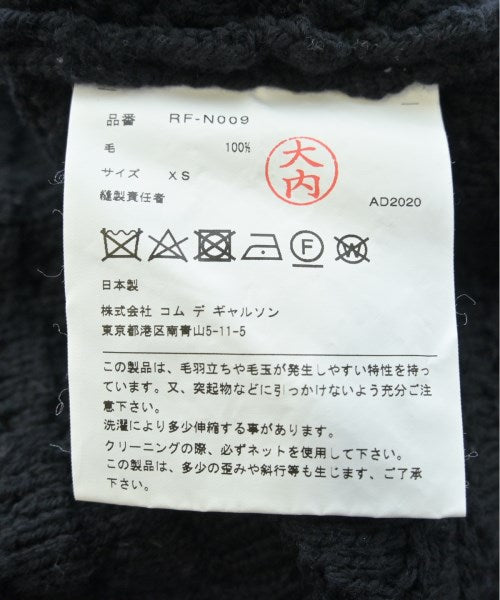 品番 RF-N009
毛 100%
サイズ XS
縫製責任者
大内
AD2020
F
W
日本製
株式会社 コム デ ギャルソン
東京都港区南青山5-11-5
この製品は、毛羽立ちや毛玉が発生しやすい特性を持っ
ています。又、突起物などに引っかけないよう充分ご注
意下さい。
洗濯により多少伸縮する事があります。
クリーニングの際、必ずネットを使用して下さい。
この製品は、多少の歪みや斜行等も生じます、ご了承
下さい。